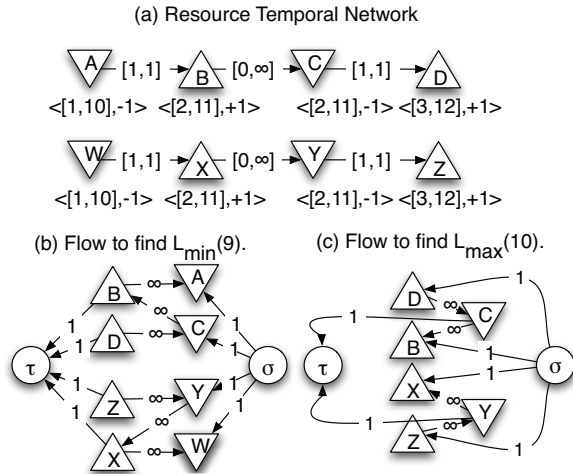 (a) Resource Temporal Network
A [1,1] B [0,∞] C [1,1] D
<[1,10],-1> <[2,11],+1> <[2,11],-1> <[3,12],+1>
W [1,1] X [0,∞] Y [1,1] Z
<[1,10],-1> <[2,11],+1> <[2,11],-1> <[3,12],+1>
(b) Flow to find Lmin(9).
B ∞ A
1 ∞ 1
D ∞ C
1 1
τ σ
1 1
Z ∞ Y
1 ∞ 1
X ∞ W
(c) Flow to find Lmax(10).
1
D ∞ C
1 ∞
B 1
τ σ
X 1
∞
1 Y
Z ∞ 1